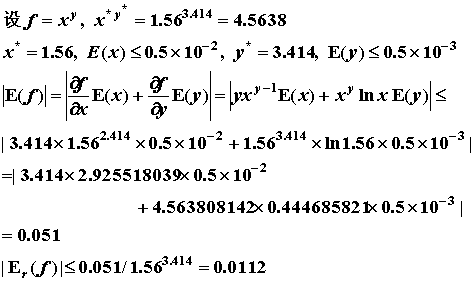 设 f = x^y , x^{*y^*} = 1.56^{3.414} = 4.5638
x^* = 1.56, E(x) ≤ 0.5×10^{-2}, y^* = 3.414, E(y) ≤ 0.5×10^{-3}
|E(f)| = |∂f/∂x E(x) + ∂f/∂y E(y)| = |yx^{y-1}E(x) + x^y ln x E(y)| ≤
| 3.414×1.56^{2.414} ×0.5×10^{-2} +1.56^{3.414} ×ln1.56×0.5×10^{-3} |
=| 3.414×2.925518039×0.5×10^{-2}
+ 4.563808142×0.444685821×0.5×10^{-3} |
= 0.051
| E_r(f)|≤ 0.051/1.56^{3.414} = 0.0112